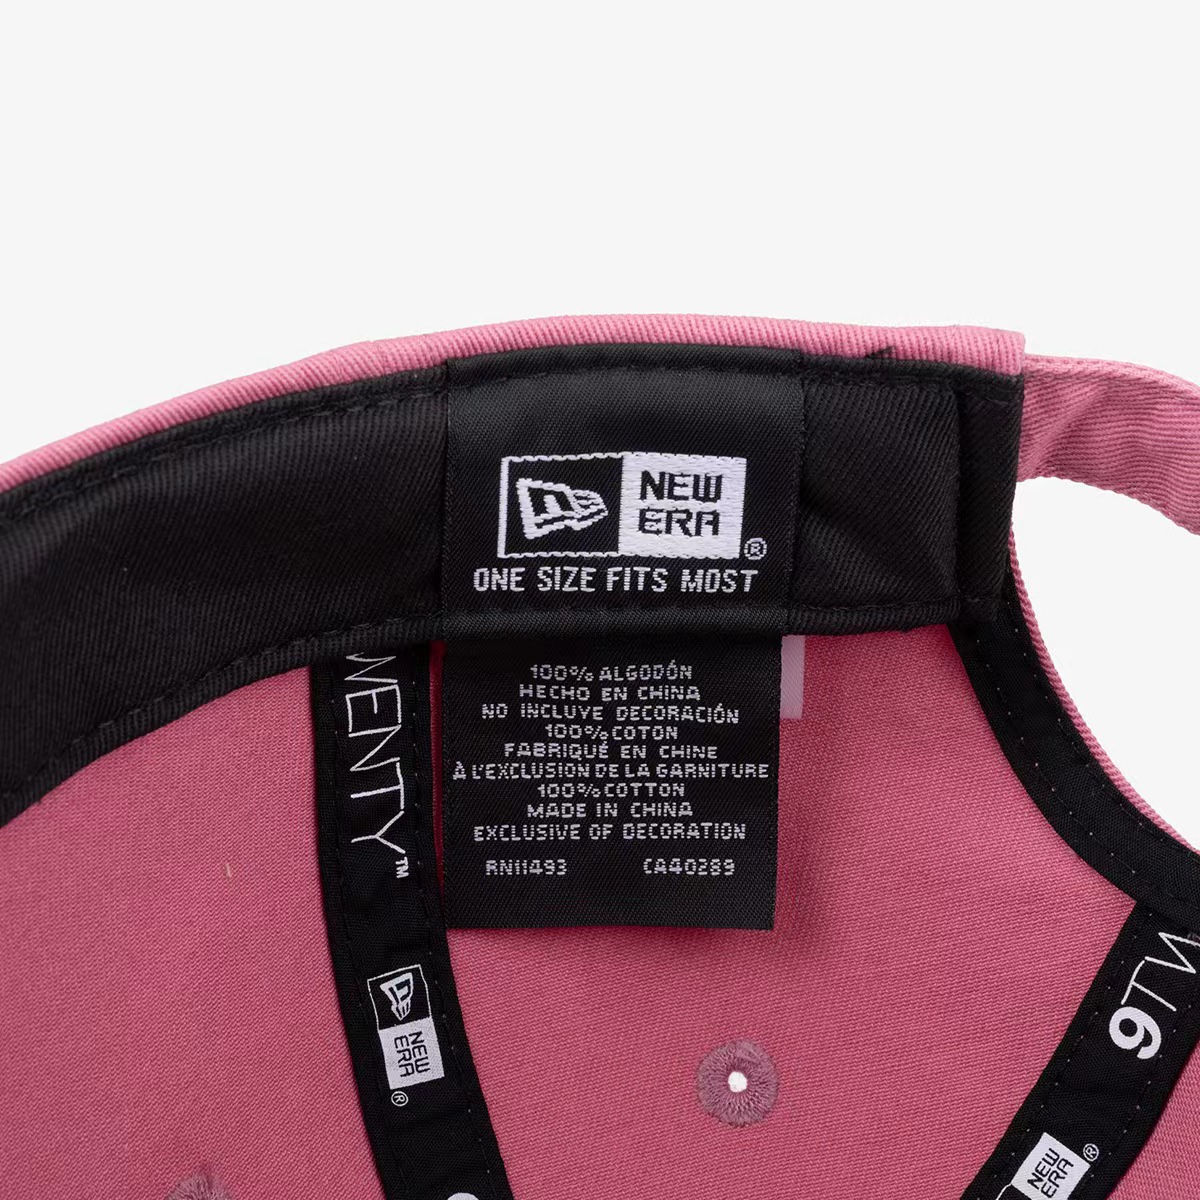 NEW
ERA
®
ONE SIZE FITS MOST
100% ALGODÓN
HECHO EN CHINA
NO INCLUYE DECORACIÓN
100% COTON
FABRIQUÉ EN CHINE
À L'EXCLUSION DE LA GARNITURE
100% COTTON
MADE IN CHINA
EXCLUSIVE OF DECORATION
RN11493 CA40289
WENTY™
NEW
ERA
®
9TW
NEW
ERA
®